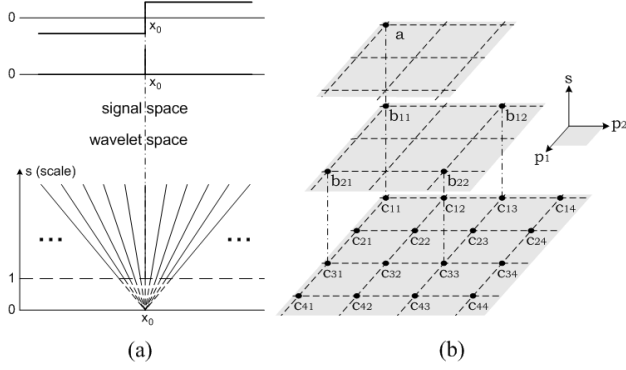 0
x0
0
x0
signal space
wavelet space
s (scale)
... ...
1
0
x0
(a)
a
b11 b12
b21 b22
c11 c12 c13 c14
c21 c22 c23 c24
c31 c32 c33 c34
c41 c42 c43 c44
s
p2
p1
(b)